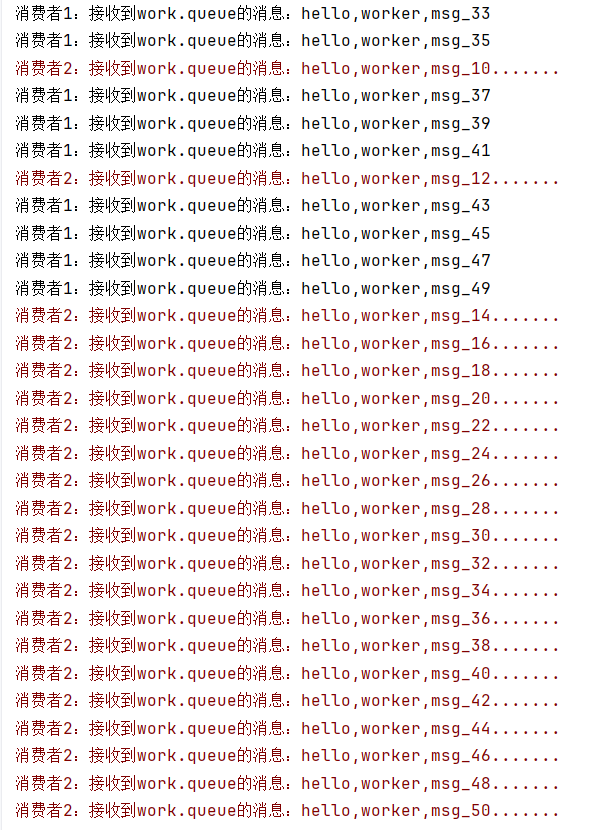 消费者1：接收到work.queue的消息：hello,worker,msg_33
消费者1：接收到work.queue的消息：hello,worker,msg_35
消费者2：接收到work.queue的消息：hello,worker,msg_10.......
消费者1：接收到work.queue的消息：hello,worker,msg_37
消费者1：接收到work.queue的消息：hello,worker,msg_39
消费者1：接收到work.queue的消息：hello,worker,msg_41
消费者2：接收到work.queue的消息：hello,worker,msg_12.......
消费者1：接收到work.queue的消息：hello,worker,msg_43
消费者1：接收到work.queue的消息：hello,worker,msg_45
消费者1：接收到work.queue的消息：hello,worker,msg_47
消费者1：接收到work.queue的消息：hello,worker,msg_49
消费者2：接收到work.queue的消息：hello,worker,msg_14.......
消费者2：接收到work.queue的消息：hello,worker,msg_16.......
消费者2：接收到work.queue的消息：hello,worker,msg_18.......
消费者2：接收到work.queue的消息：hello,worker,msg_20.......
消费者2：接收到work.queue的消息：hello,worker,msg_22.......
消费者2：接收到work.queue的消息：hello,worker,msg_24.......
消费者2：接收到work.queue的消息：hello,worker,msg_26.......
消费者2：接收到work.queue的消息：hello,worker,msg_28.......
消费者2：接收到work.queue的消息：hello,worker,msg_30.......
消费者2：接收到work.queue的消息：hello,worker,msg_32.......
消费者2：接收到work.queue的消息：hello,worker,msg_34.......
消费者2：接收到work.queue的消息：hello,worker,msg_36.......
消费者2：接收到work.queue的消息：hello,worker,msg_38.......
消费者2：接收到work.queue的消息：hello,worker,msg_40.......
消费者2：接收到work.queue的消息：hello,worker,msg_42.......
消费者2：接收到work.queue的消息：hello,worker,msg_44.......
消费者2：接收到work.queue的消息：hello,worker,msg_46.......
消费者2：接收到work.queue的消息：hello,worker,msg_48.......
消费者2：接收到work.queue的消息：hello,worker,msg_50.......